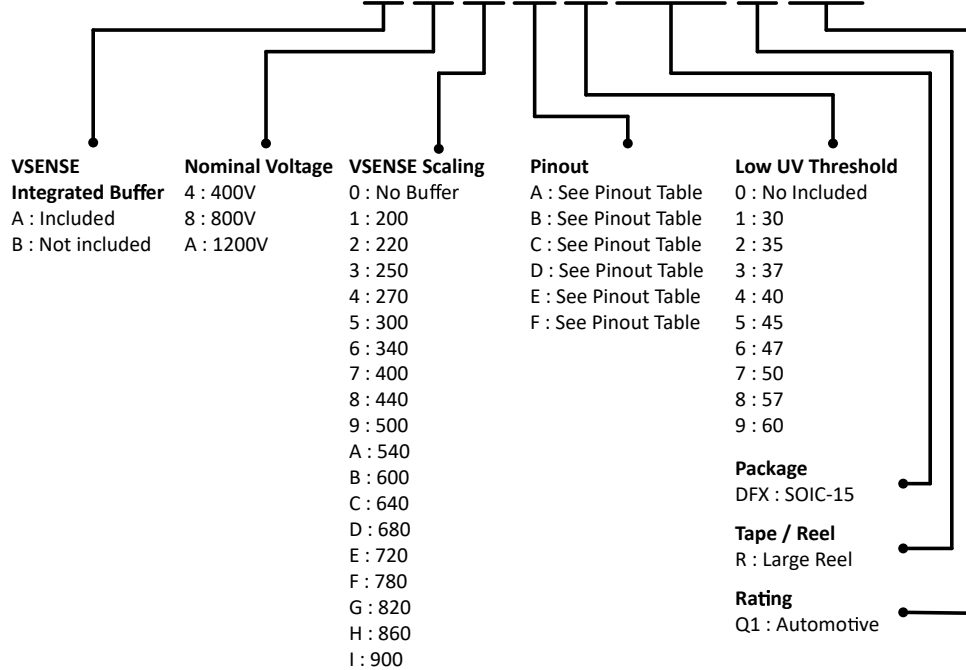 VSENSE
Integrated Buffer
A : Included
B : Not included
Nominal Voltage
4 : 400V
8 : 800V
A : 1200V
VSENSE Scaling
0 : No Buffer
1 : 200
2 : 220
3 : 250
4 : 270
5 : 300
6 : 340
7 : 400
8 : 440
9 : 500
A : 540
B : 600
C : 640
D : 680
E : 720
F : 780
G : 820
H : 860
I : 900
Pinout
A : See Pinout Table
B : See Pinout Table
C : See Pinout Table
D : See Pinout Table
E : See Pinout Table
F : See Pinout Table
Low UV Threshold
0 : No Included
1 : 30
2 : 35
3 : 37
4 : 40
5 : 45
6 : 47
7 : 50
8 : 57
9 : 60
Package
DFX : SOIC-15
Tape / Reel
R : Large Reel
Rating
Q1 : Automotive